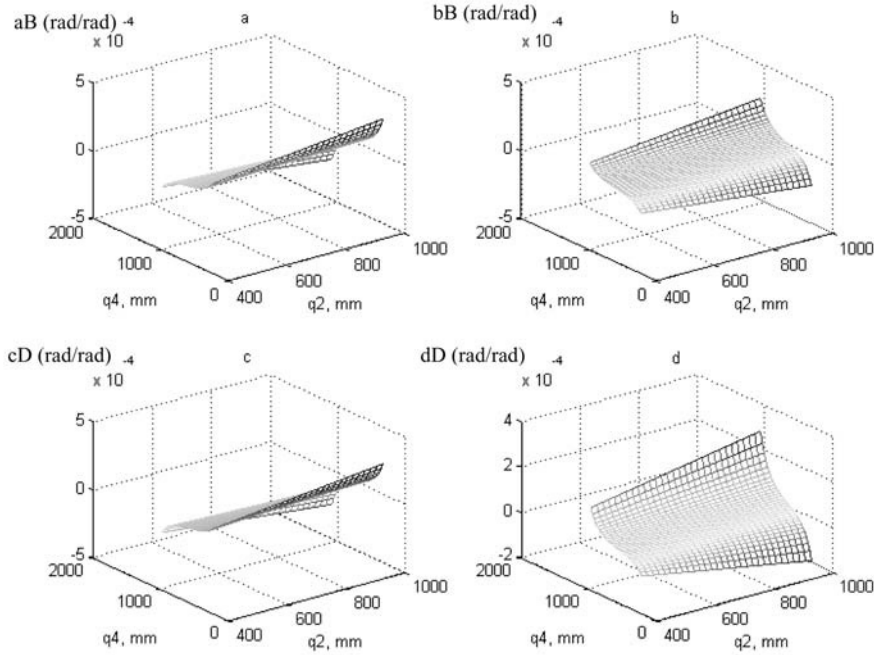 aB (rad/rad)
x 10 -4
a
5
0
-5
2000
1000
0
q4, mm
400
600
800
1000
q2, mm
bB (rad/rad)
x 10 -4
b
5
0
-5
2000
1000
0
q4, mm
400
600
800
1000
q2, mm
cD (rad/rad)
x 10 -4
c
5
0
-5
2000
1000
0
q4, mm
400
600
800
1000
q2, mm
dD (rad/rad)
x 10 -4
d
4
2
0
-2
2000
1000
0
q4, mm
400
600
800
1000
q2, mm